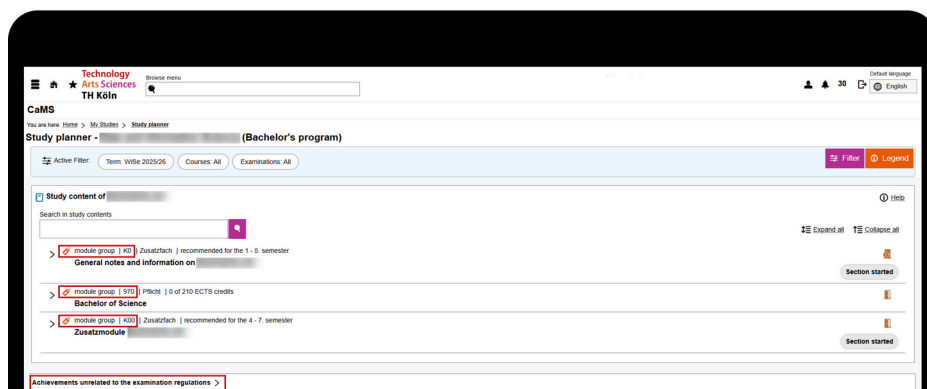 Technology
Arts Sciences
TH Köln
Browse menu
30
Default language
English
CaMS
You are here: Home > My Studies > Study planner
Study planner - (Bachelor's program)
Active Filter: Term: WiSe 2025/26 Courses: All Examinations: All
Filter Legend
Study content of
Help
Search in study contents
Expand all Collapse all
module group | K0 | Zusatzfach | recommended for the 1 - 5. semester
General notes and information on
Section started
module group | 970 | Pflicht | 0 of 210 ECTS credits
Bachelor of Science
module group | K00 | Zusatzfach | recommended for the 4 - 7. semester
Zusatzmodule
Section started
Achievements unrelated to the examination regulations >